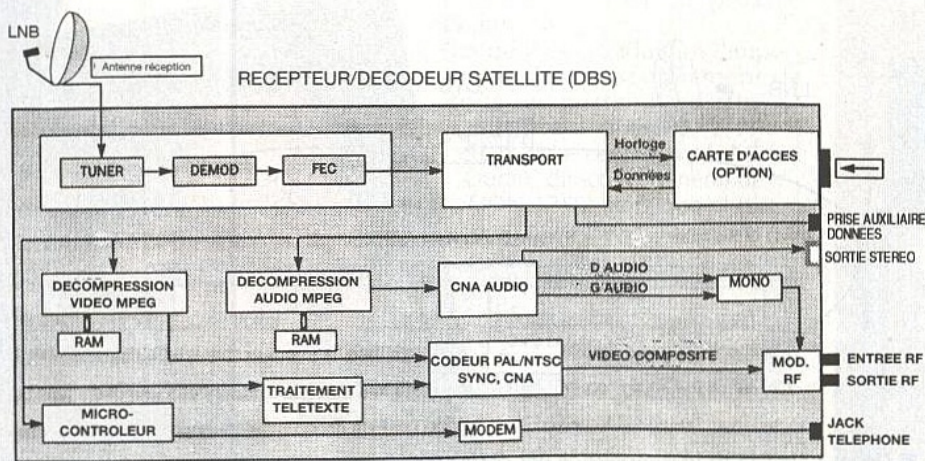 LNB
Antenne réception
RECEPTEUR/DECODEUR SATELLITE (DBS)
TUNER
DEMOD
FEC
TRANSPORT
Horloge
Données
CARTE D'ACCES
(OPTION)
PRISE AUXILIAIRE
DONNEES
SORTIE STEREO
DECOMPRESSION
VIDEO MPEG
RAM
DECOMPRESSION
AUDIO MPEG
RAM
CNA AUDIO
D AUDIO
G AUDIO
MONO
CODEUR PAL/NTSC
SYNC, CNA
VIDEO COMPOSITE
MOD.
RF
ENTREE RF
SORTIE RF
TRAITEMENT
TELETEXTE
MICRO-
CONTROLEUR
MODEM
JACK
TELEPHONE